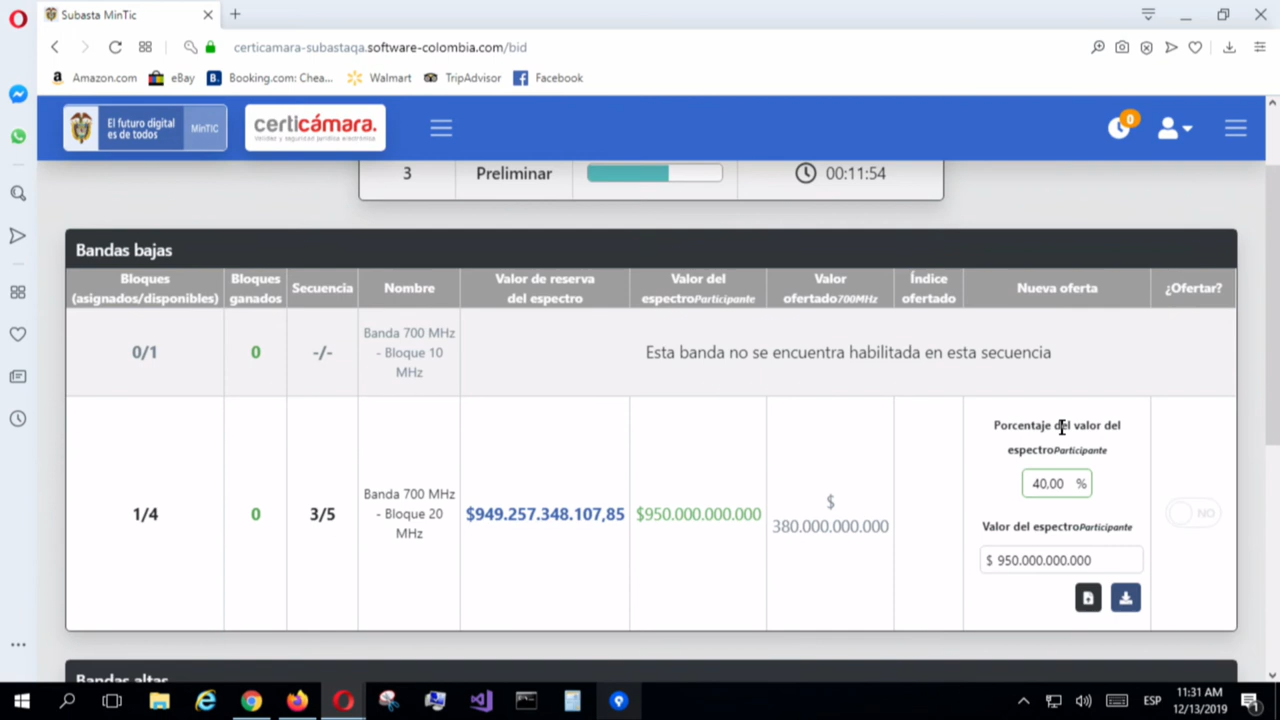 Subasta MinTic
certicamara-subastaqa.software-colombia.com/bid
Amazon.com
eBay
Booking.com: Chea...
Walmart
TripAdvisor
Facebook
El futuro digital
es de todos
MinTIC
certicámara.
Validez y seguridad jurídica electrónica
0
3
Preliminar
00:11:54
Bandas bajas
Bloques
(asignados/disponibles)
Bloques
ganados
Secuencia
Nombre
Valor de reserva
del espectro
Valor del
espectroParticipante
Valor
ofertado700MHz
Índice
ofertado
Nueva oferta
¿Ofertar?
0/1
0
-/-
Banda 700 MHz
- Bloque 10
MHz
Esta banda no se encuentra habilitada en esta secuencia
1/4
0
3/5
Banda 700 MHz
- Bloque 20
MHz
$949.257.348.107,85
$950.000.000.000
$
380.000.000.000
Porcentaje del valor del
espectroParticipante
40.00 %
Valor del espectroParticipante
$ 950.000.000.000
NO
Bandas altas
ESP
11:31 AM
12/13/2019
1